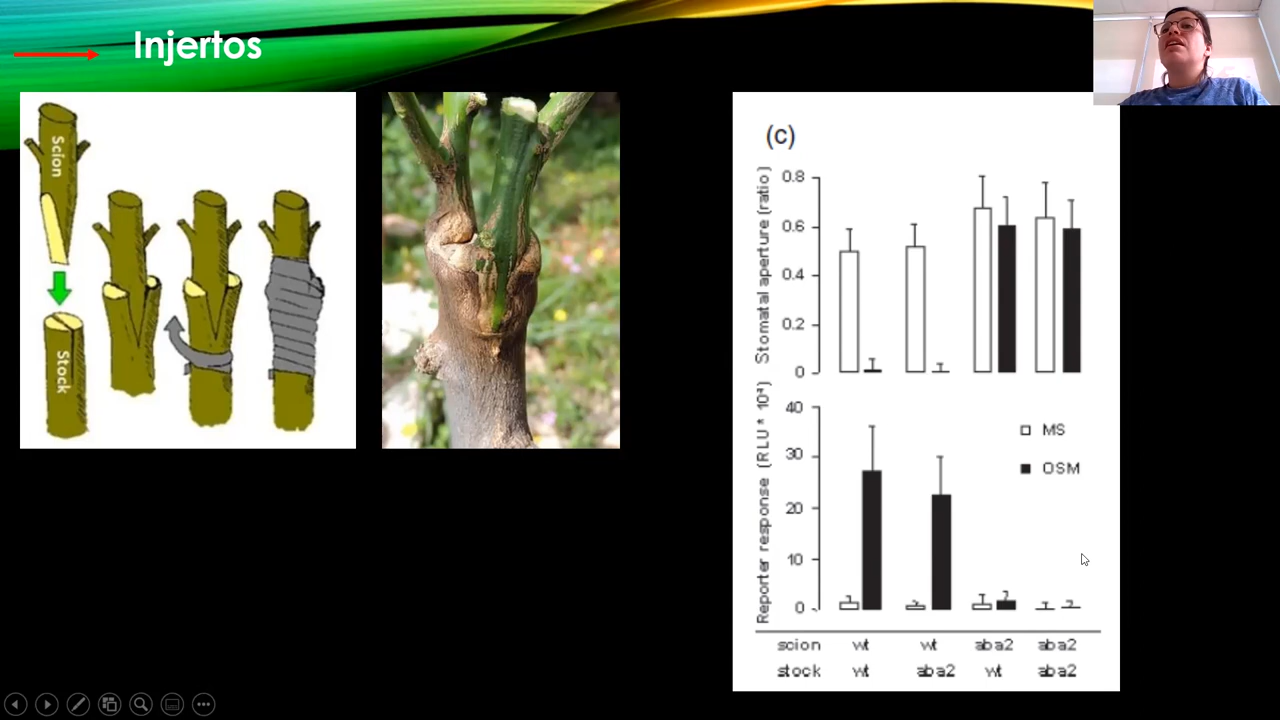 Injertos
Scion
Stock
(c)
Stomatal aperture (ratio)
0.8
0.6
0.4
0.2
0
Reporter response (RLU * 10³)
40
30
20
10
0
MS
OSM
scion wt wt aba2 aba2
stock wt aba2 wt aba2